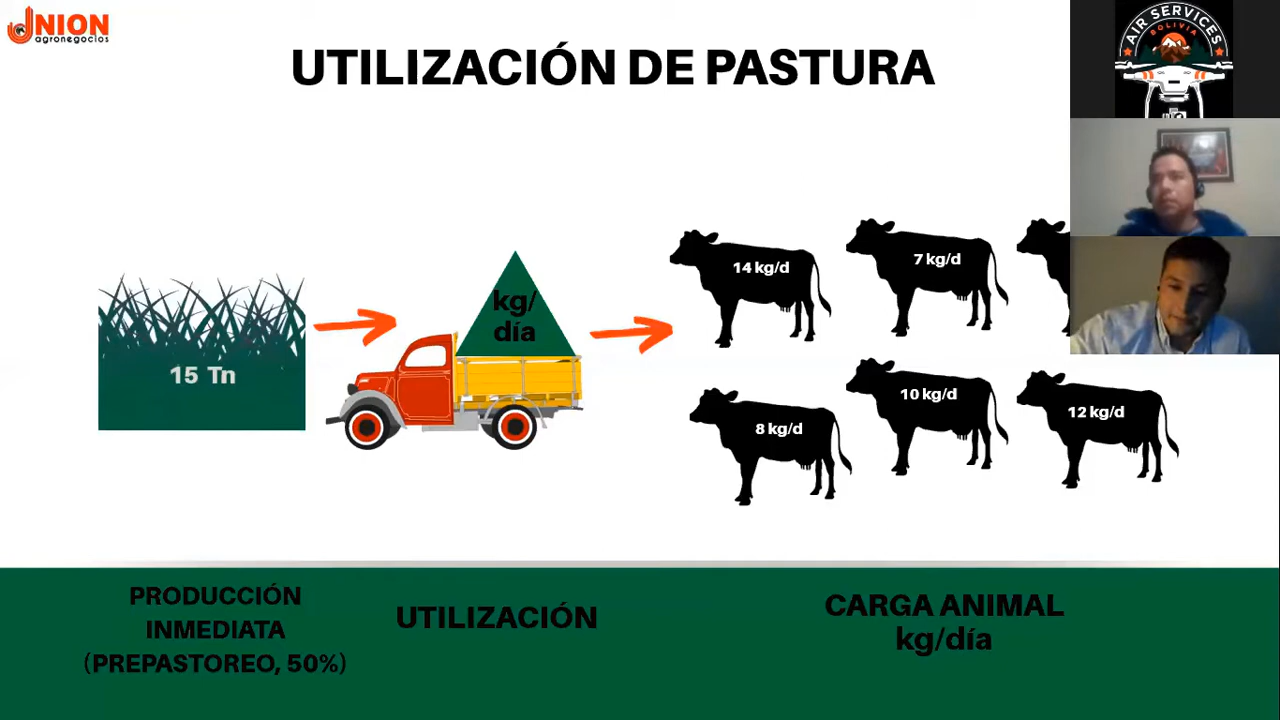 UNION
agronegocios
UTILIZACIÓN DE PASTURA
AIR SERVICES
BOLIVIA
15 Tn
kg/
día
14 kg/d
7 kg/d
8 kg/d
10 kg/d
12 kg/d
PRODUCCIÓN
INMEDIATA
(PREPASTOREO, 50%)
UTILIZACIÓN
CARGA ANIMAL
kg/día